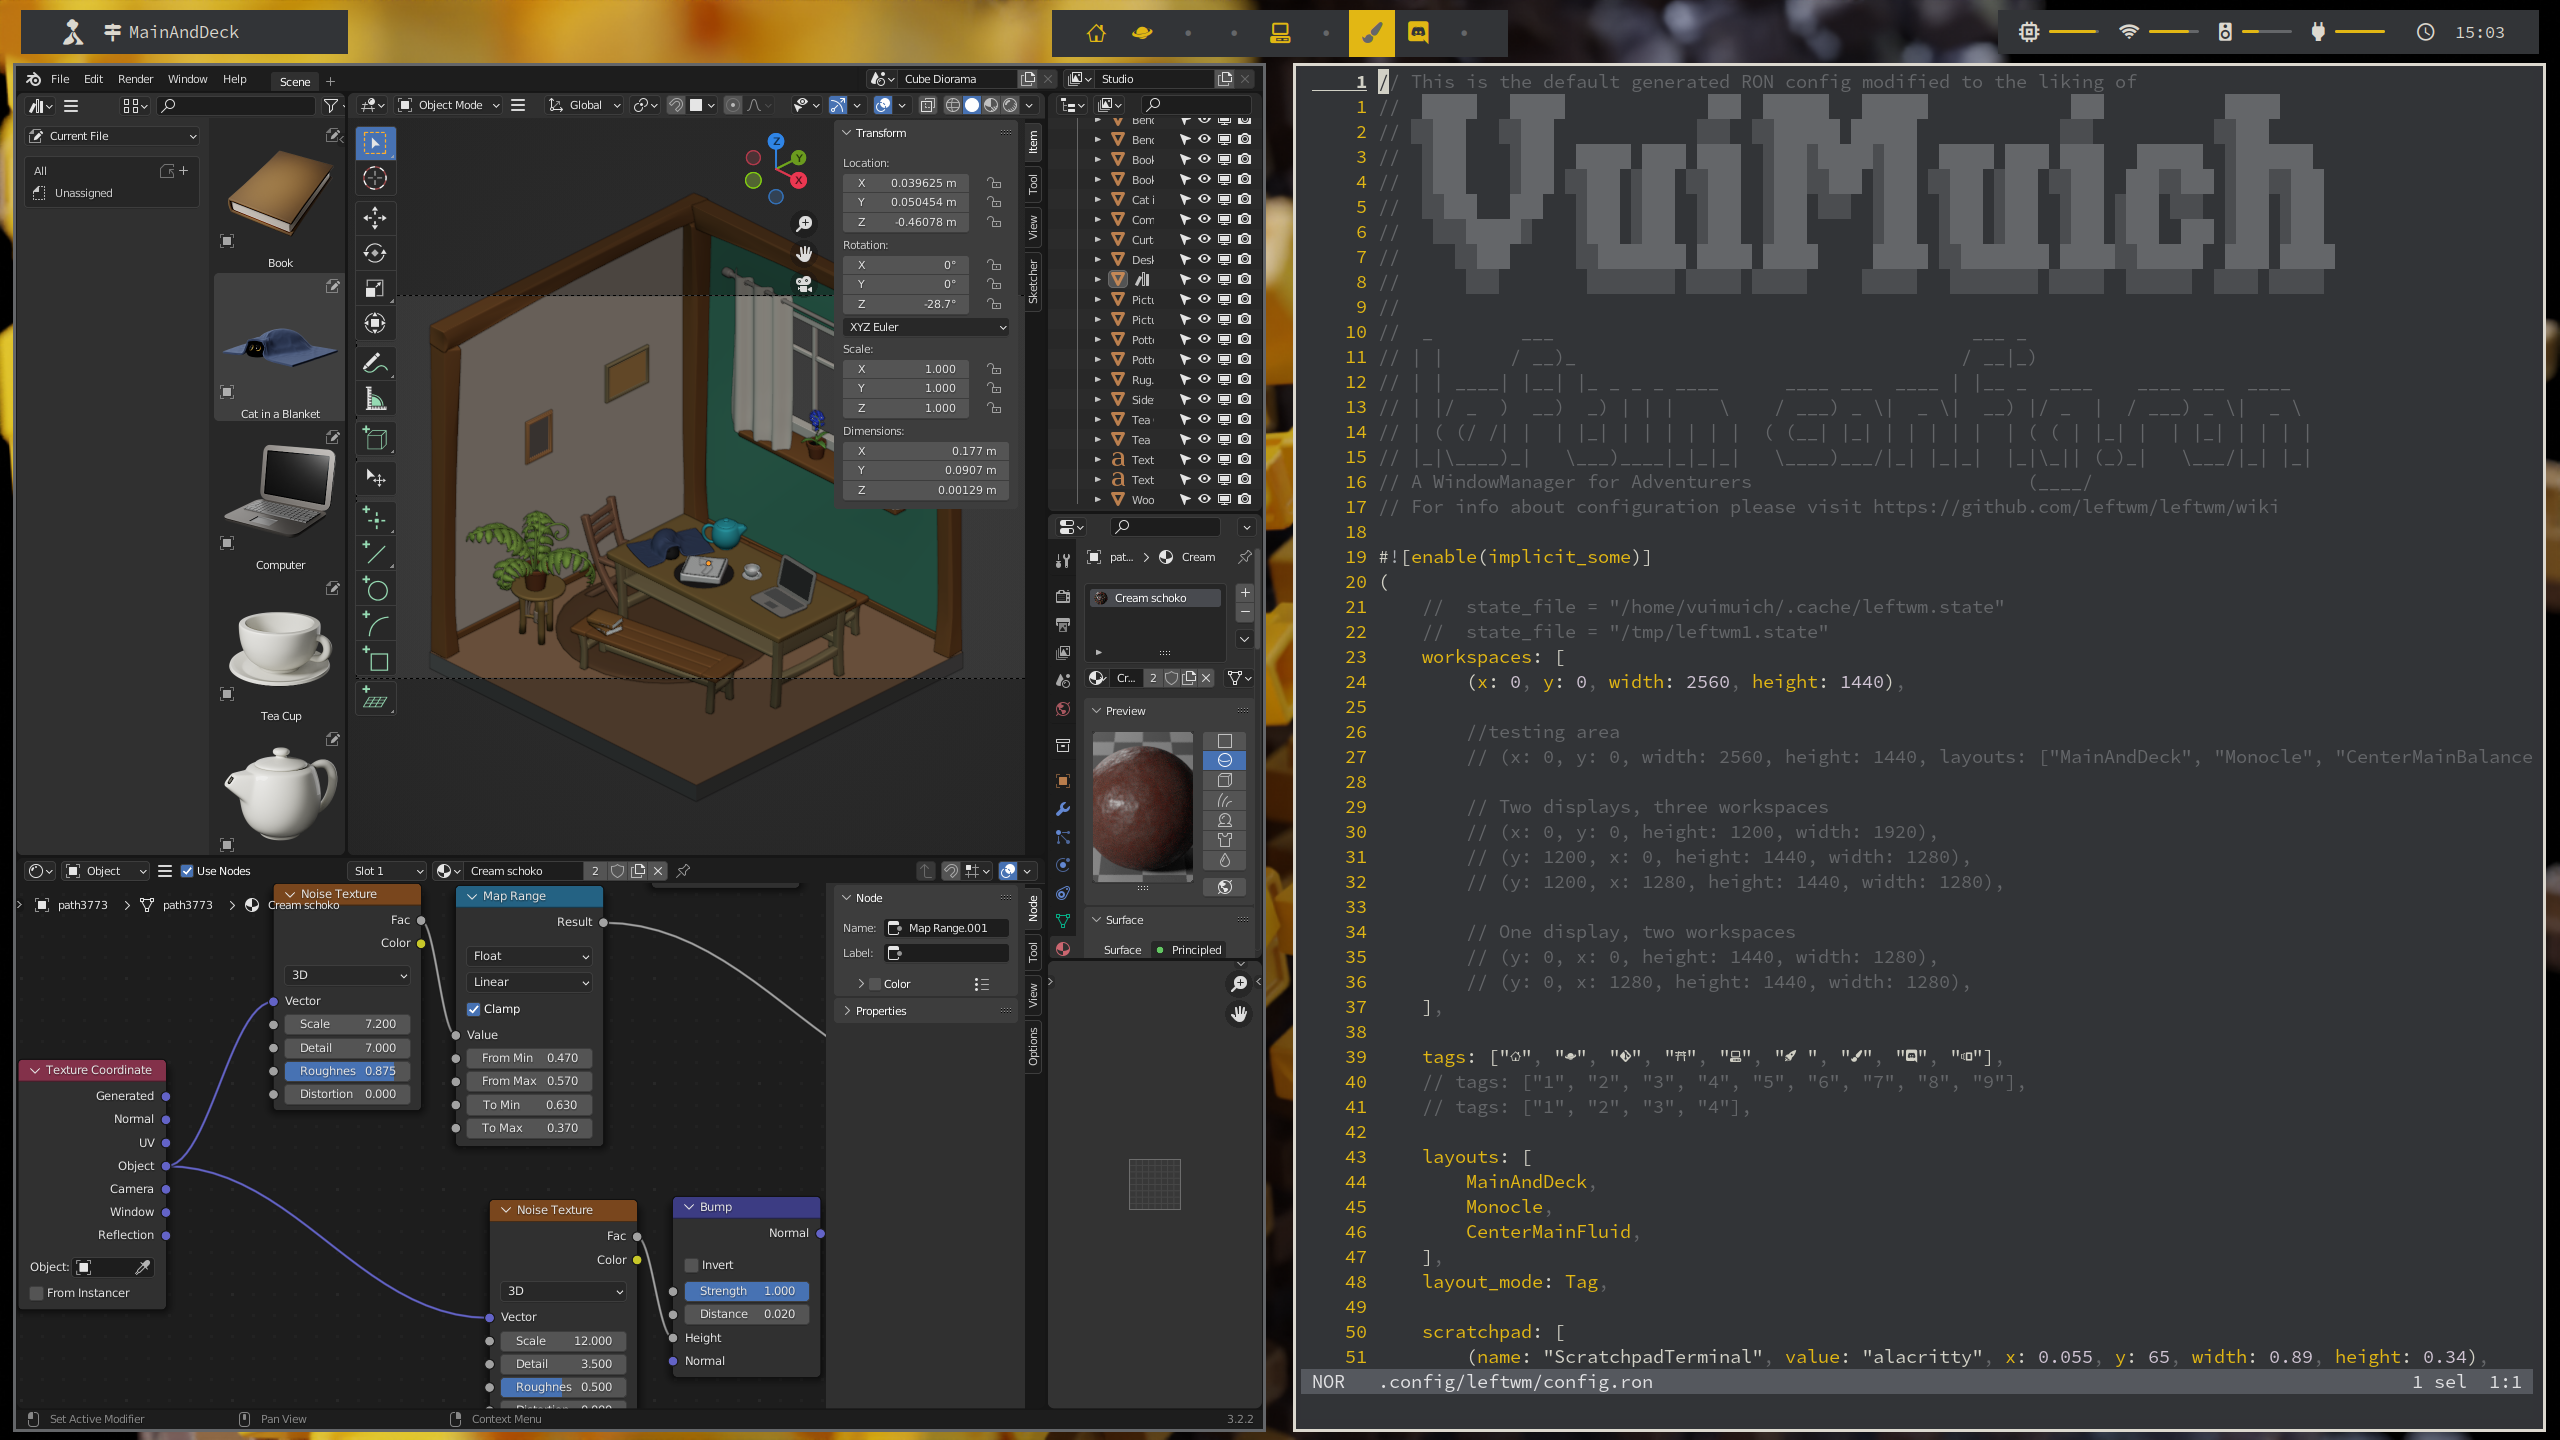 MainAndDeck
15:03
File Edit Render Window Help
Scene
Cube Diorama
Studio
Object Mode
Global
Current File
All
Unassigned
Book
Cat in a Blanket
Computer
Tea Cup
Transform
Location:
X 0.039625 m
Y 0.050454 m
Z -0.46078 m
Rotation:
X 0°
Y 0°
Z -28.7°
XYZ Euler
Scale:
X 1.000
Y 1.000
Z 1.000
Dimensions:
X 0.177 m
Y 0.0907 m
Z 0.00129 m
Item
Tool
View
Sketcher
Z
Y
X
Benc
Benc
Book
Book
Cat i
Com
Curt
Desk
Pictu
Pictu
Potte
Potte
Rug.
Side
Tea
Tea
Text
Text
Woo
pat... Cream
Cream schoko
Cr... 2
Preview
Surface
Surface Principled
Object
Use Nodes
Slot 1
Cream schoko
2
path3773 path3773 Cream schoko
Noise Texture
Fac
Color
3D
Vector
Scale 7.200
Detail 7.000
Roughnes 0.875
Distortion 0.000
Map Range
Result
Float
Linear
Clamp
Value
From Min 0.470
From Max 0.570
To Min 0.630
To Max 0.370
Texture Coordinate
Generated
Normal
UV
Object
Camera
Window
Reflection
Object:
From Instancer
Noise Texture
Fac
Color
3D
Vector
Scale 12.000
Detail 3.500
Roughnes 0.500
Bump
Normal
Invert
Strength 1.000
Distance 0.020
Height
Normal
Node
Name: Map Range.001
Label:
Color
Properties
Node
Tool
View
Options
Set Active Modifier
Pan View
Context Menu
3.2.2
1 // This is the default generated RON config modified to the liking of
1 //
2 //
3 //
4 // VuiMuich
5 //
6 //
7 //
8 //
9 //
10 //
11 //
12 //
13 // leftwm config.ron
14 //
15 //
16 // A WindowManager for Adventurers
17 // For info about configuration please visit https://github.com/leftwm/leftwm/wiki
18
19 #![enable(implicit_some)]
20 (
21 // state_file = "/home/vuimuich/.cache/leftwm.state"
22 // state_file = "/tmp/leftwm1.state"
23 workspaces: [
24 (x: 0, y: 0, width: 2560, height: 1440),
25
26 //testing area
27 // (x: 0, y: 0, width: 2560, height: 1440, layouts: ["MainAndDeck", "Monocle", "CenterMainBalance
28
29 // Two displays, three workspaces
30 // (x: 0, y: 0, height: 1200, width: 1920),
31 // (y: 1200, x: 0, height: 1440, width: 1280),
32 // (y: 1200, x: 1280, height: 1440, width: 1280),
33
34 // One display, two workspaces
35 // (y: 0, x: 0, height: 1440, width: 1280),
36 // (y: 0, x: 1280, height: 1440, width: 1280),
37 ],
38
39 tags: ["", "", "", "", "", " ", "", "", ""],
40 // tags: ["1", "2", "3", "4", "5", "6", "7", "8", "9"],
41 // tags: ["1", "2", "3", "4"],
42
43 layouts: [
44 MainAndDeck,
45 Monocle,
46 CenterMainFluid,
47 ],
48 layout_mode: Tag,
49
50 scratchpad: [
51 (name: "ScratchpadTerminal", value: "alacritty", x: 0.055, y: 65, width: 0.89, height: 0.34),
NOR .config/leftwm/config.ron 1 sel 1:1